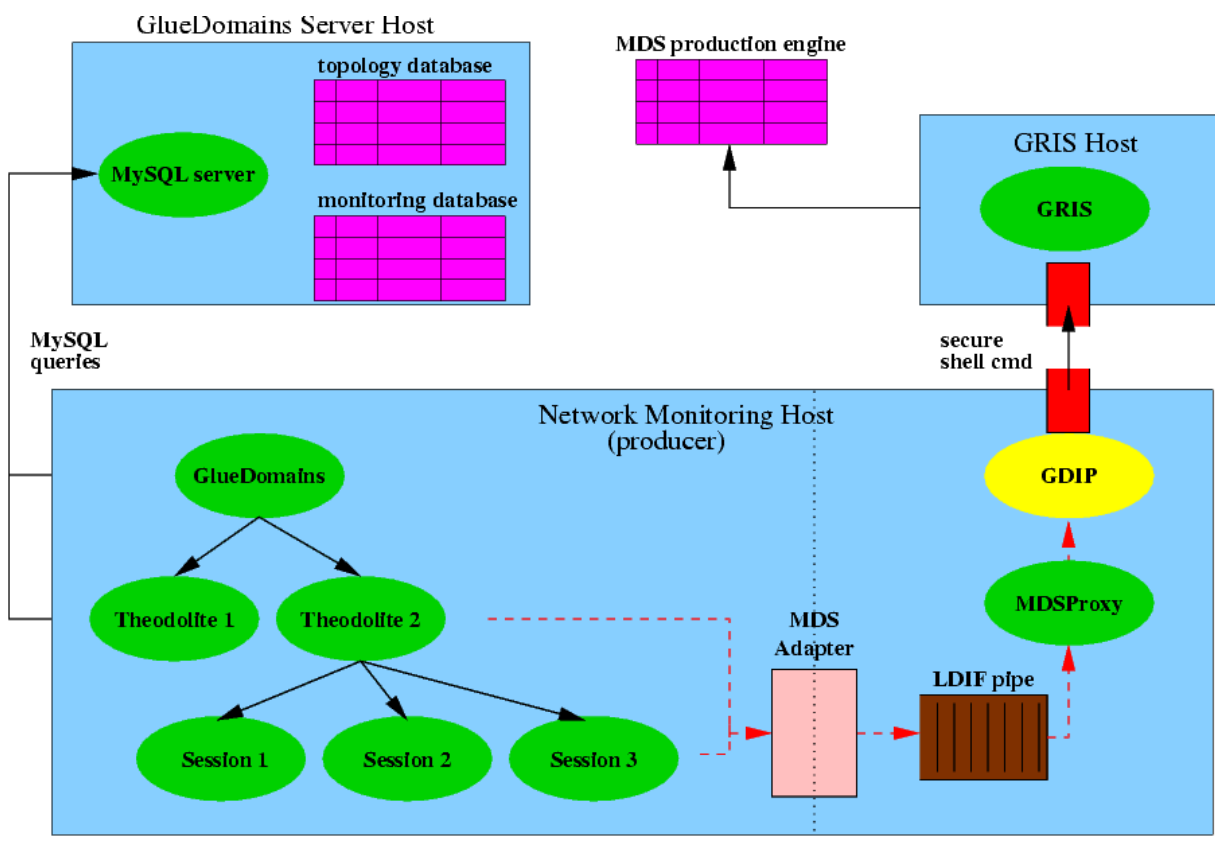 GlueDomains Server Host
topology database
MySQL server
monitoring database
MDS production engine
GRIS Host
GRIS
MySQL
queries
secure
shell cmd
Network Monitoring Host
(producer)
GlueDomains
GDIP
Theodolite 1
Theodolite 2
MDS
Adapter
MDSProxy
LDIF pipe
Session 1
Session 2
Session 3